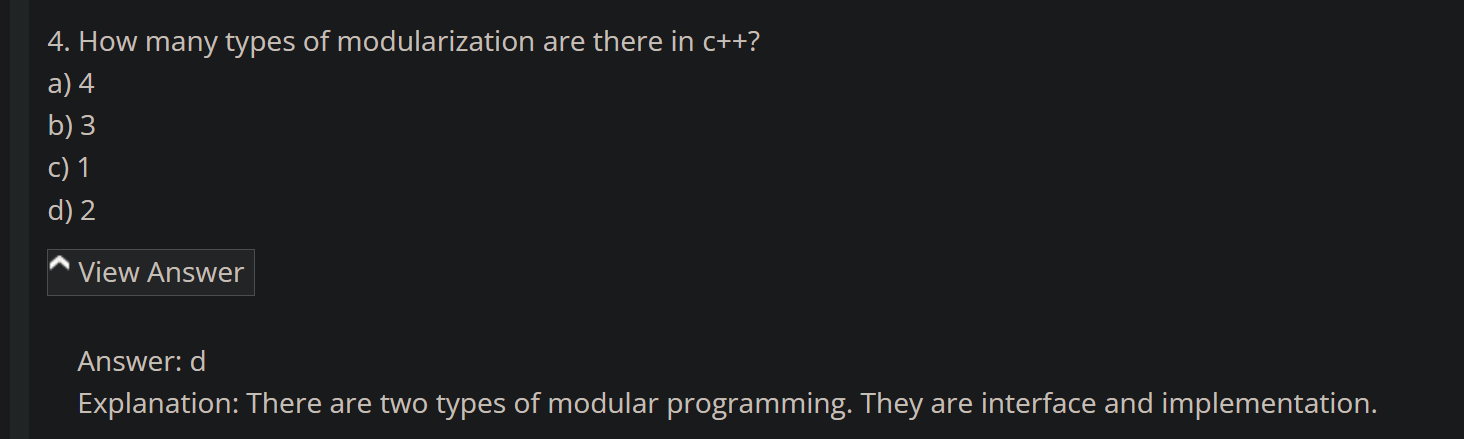 4. How many types of modularization are there in c++?
a) 4
b) 3
c) 1
d) 2
View Answer
Answer: d
Explanation: There are two types of modular programming. They are interface and implementation.